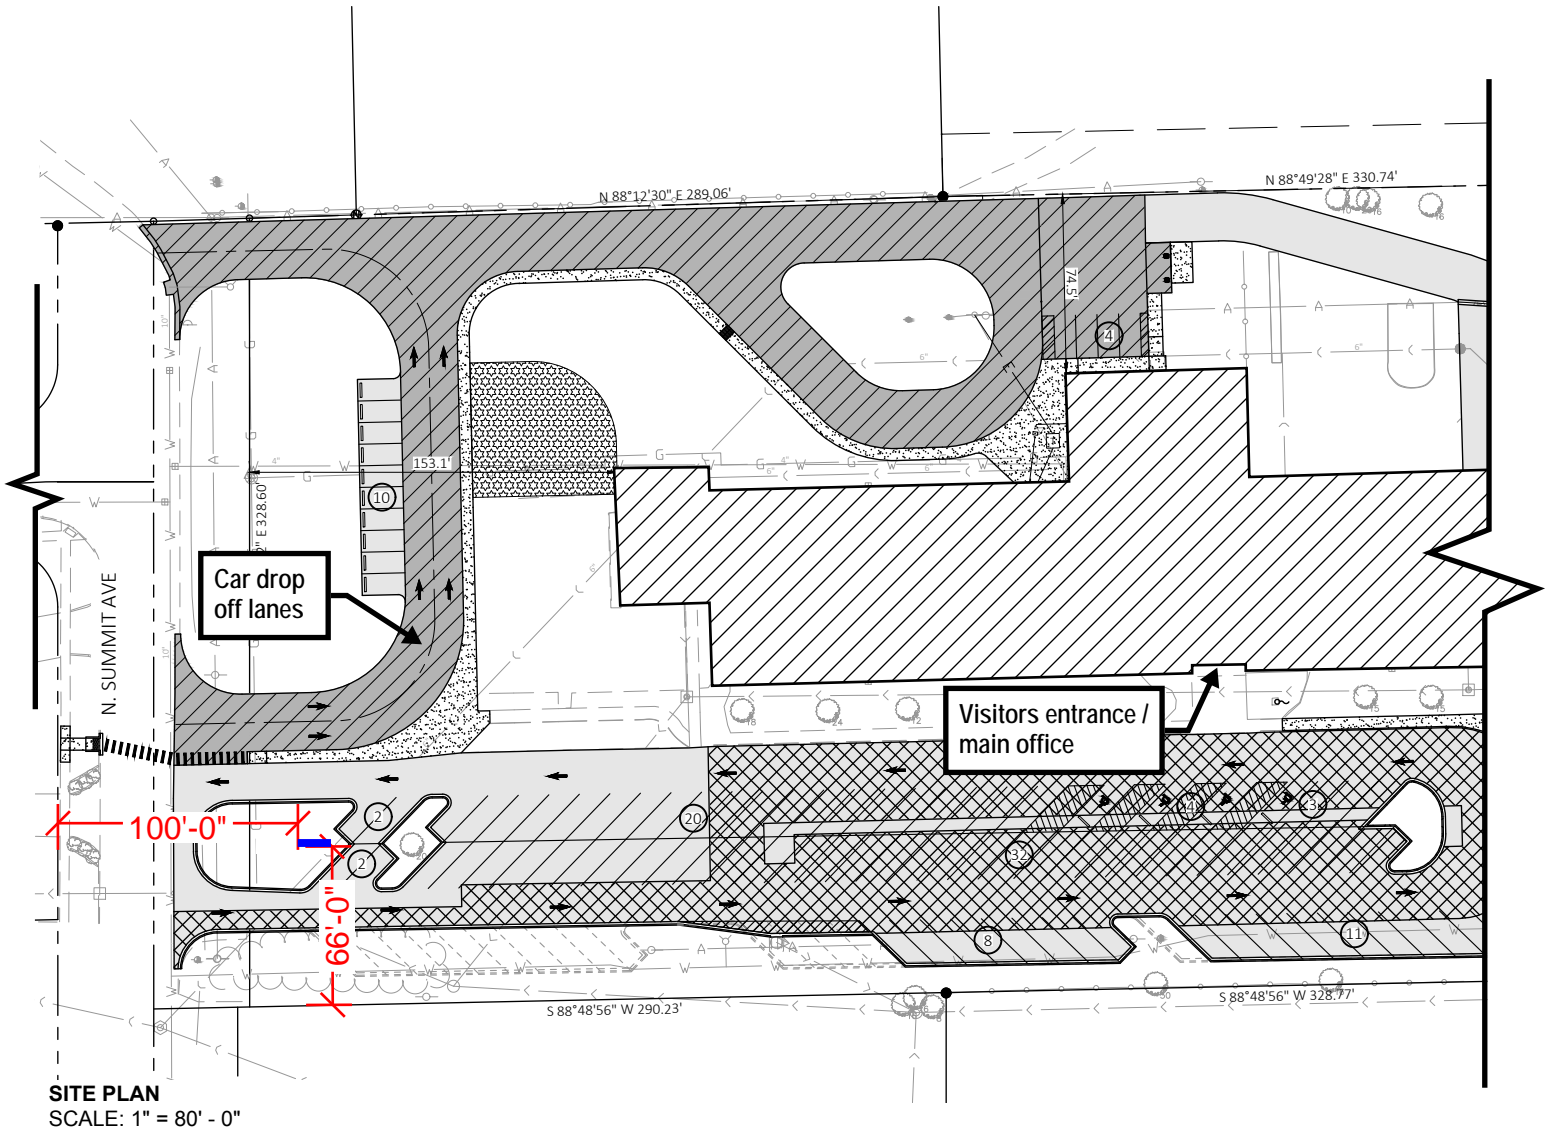 N 88°12'30" E 289.06'
N 88°49'28" E 330.74'
74.5'
4
153.1'
10
" E 328.60'
Car drop
off lanes
N. SUMMIT AVE
Visitors entrance /
main office
100'-0"
66'-0"
2
2
20
4
3
32
8
11
S 88°48'56" W 290.23'
S 88°48'56" W 328.77'
SITE PLAN
SCALE: 1" = 80' - 0"